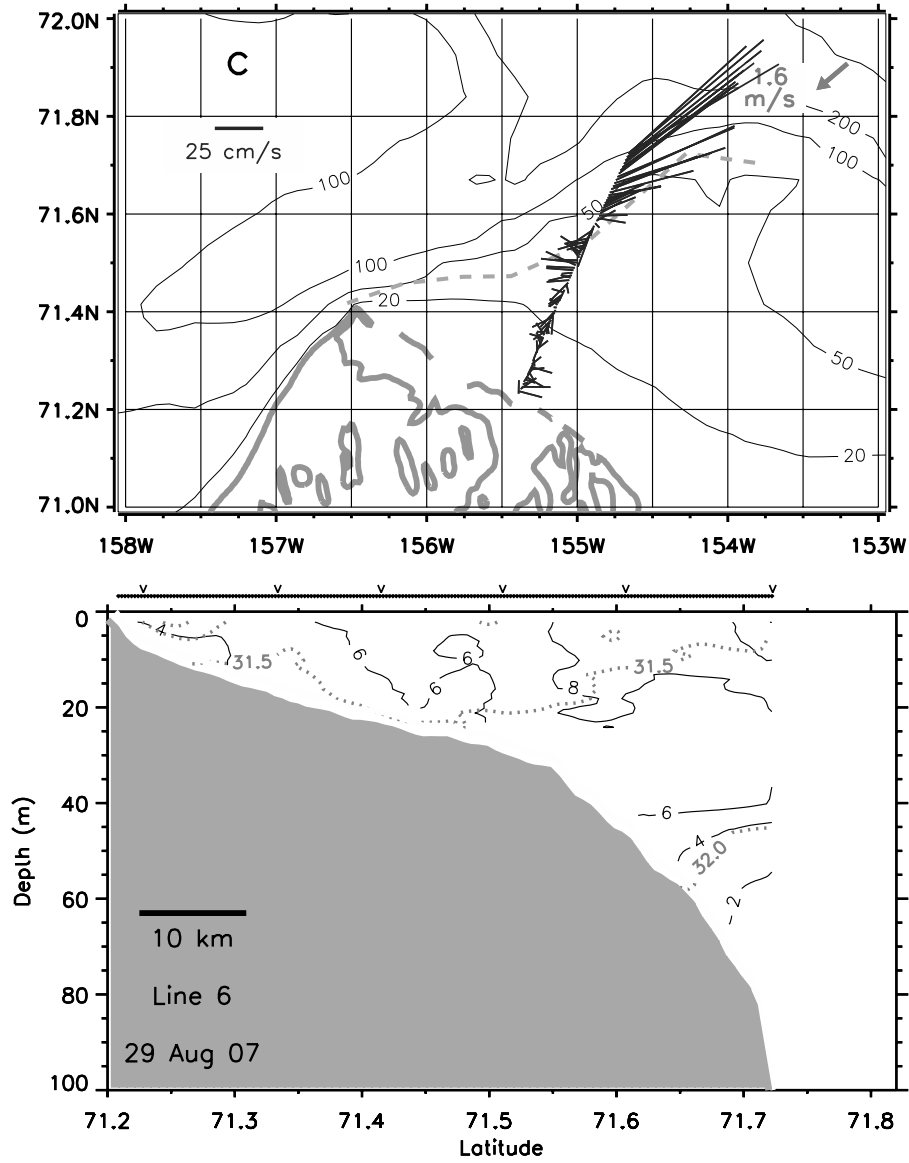 72.0N
C
1.6
m/s
25 cm/s
71.8N
200
100
100
71.6N
50
100
20
71.4N
50
71.2N
20
71.0N
158W 157W 156W 155W 154W 153W
v v v v v v
0
4
31.5
6
6
6
8
31.5
20
40
6
4
32.0
Depth (m)
60
2
10 km
80
Line 6
29 Aug 07
100
71.2 71.3 71.4 71.5 71.6 71.7 71.8
Latitude